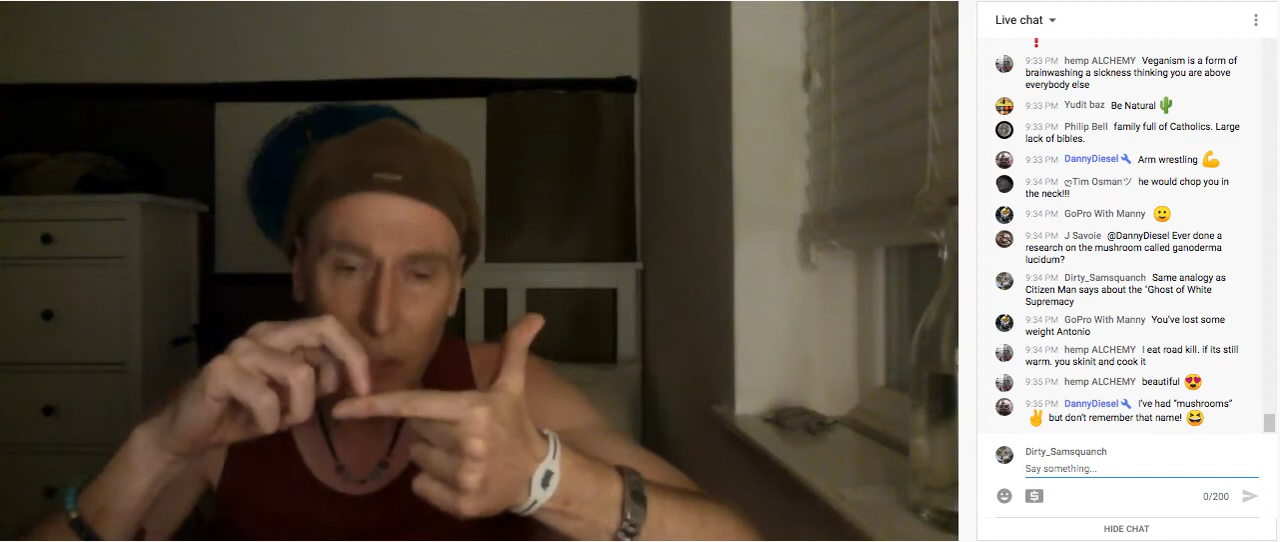 Live chat
9:33 PM hemp ALCHEMY Veganism is a form of
brainwashing a sickness thinking you are above
everybody else
9:33 PM Yudit baz Be Natural 🌵
9:33 PM Philip Bell family full of Catholics. Large
lack of bibles.
9:33 PM DannyDiesel Arm wrestling 💪
9:34 PM ღTim Osmanツ he would chop you in
the neck!!!
9:34 PM GoPro With Manny 🙂
9:34 PM J Savoie @DannyDiesel Ever done a
research on the mushroom called ganoderma
lucidum?
9:34 PM Dirty_Samsquanch Same analogy as
Citizen Man says about the "Ghost of White
Supremacy
9:34 PM GoPro With Manny You've lost some
weight Antonio
9:34 PM hemp ALCHEMY I eat road kill. if its still
warm. you skinit and cook it
9:35 PM hemp ALCHEMY beautiful 😍
9:35 PM DannyDiesel I've had "mushrooms"
✌ but don't remember that name! 😆
Dirty_Samsquanch
Say something...
0/200
HIDE CHAT